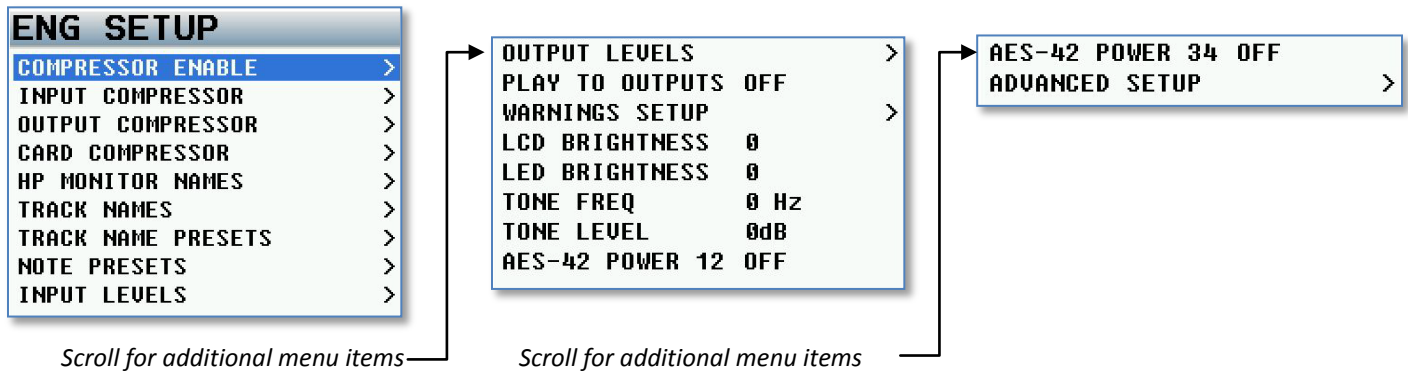 ENG SETUP
COMPRESSOR ENABLE >
INPUT COMPRESSOR >
OUTPUT COMPRESSOR >
CARD COMPRESSOR >
HP MONITOR NAMES >
TRACK NAMES >
TRACK NAME PRESETS >
NOTE PRESETS >
INPUT LEVELS >
Scroll for additional menu items
OUTPUT LEVELS >
PLAY TO OUTPUTS OFF
WARNINGS SETUP >
LCD BRIGHTNESS 0
LED BRIGHTNESS 0
TONE FREQ 0 Hz
TONE LEVEL 0dB
AES-42 POWER 12 OFF
Scroll for additional menu items
AES-42 POWER 34 OFF
ADVANCED SETUP >